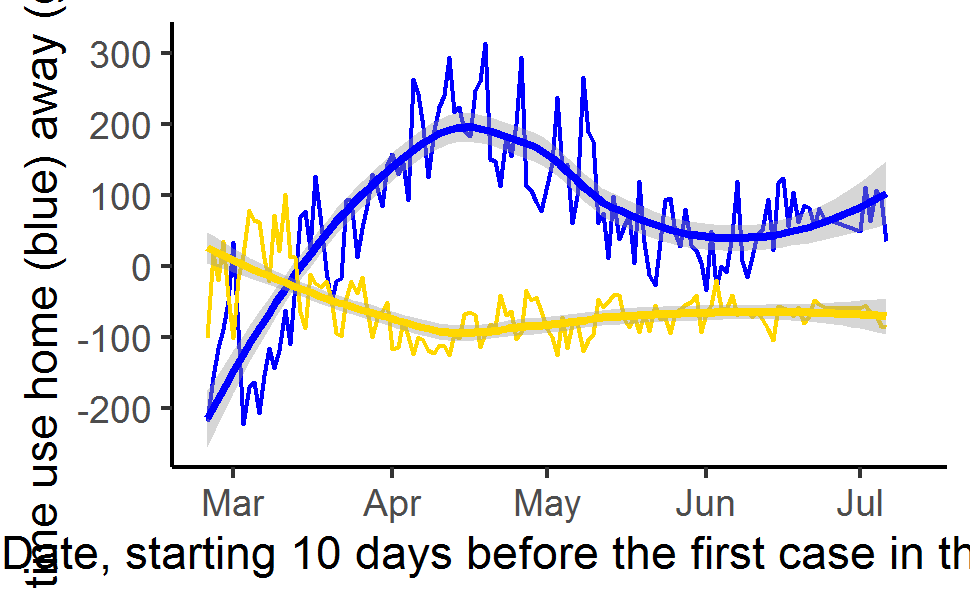 time use home (blue) away (
300
200
100
0
-100
-200
Mar Apr May Jun Jul
Date, starting 10 days before the first case in th